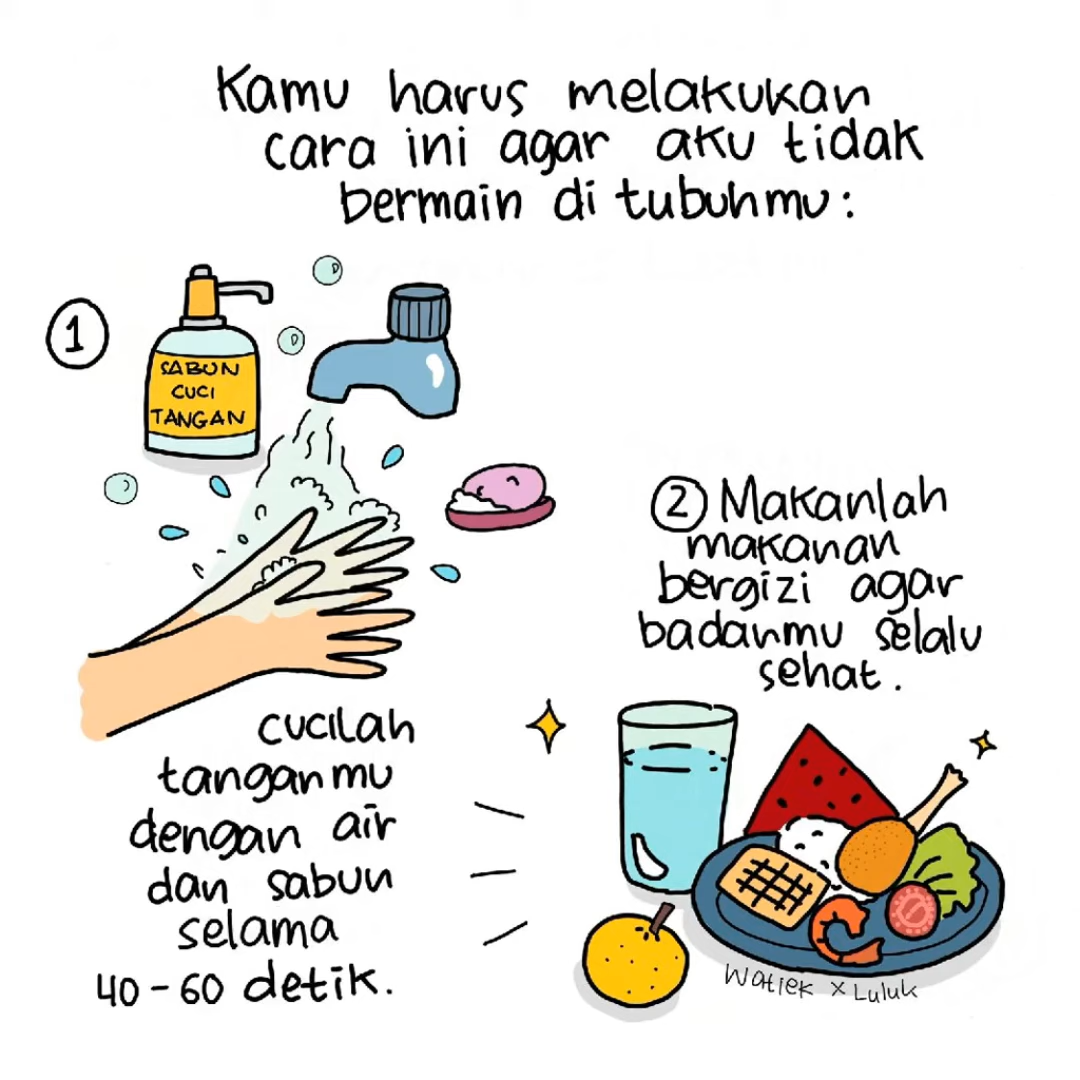 Kamu harus melakukan
cara ini agar aku tidak
bermain di tubuhmu:
1
SABUN
CUCI
TANGAN
cucilah
tanganmu
dengan air
dan sabun
selama
40-60 detik.
2 Makanlah
makanan
bergizi agar
badanmu selalu
sehat.
Watiek x Luluk